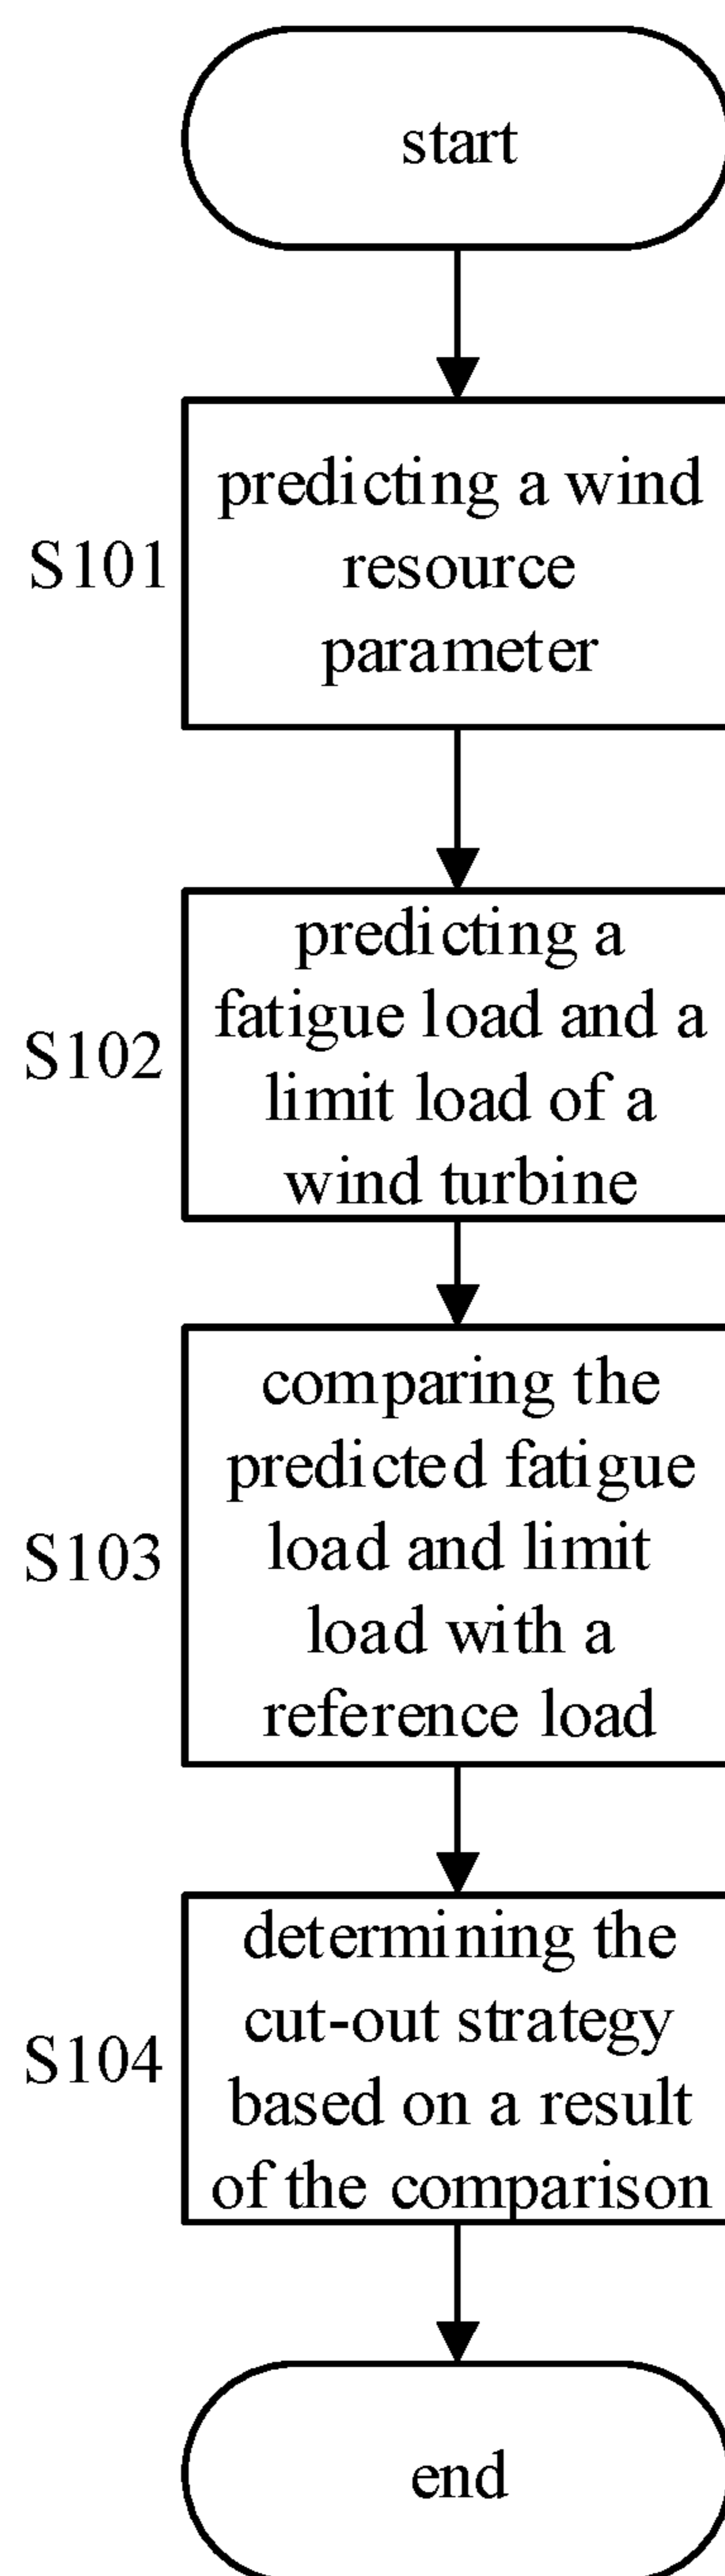 start
predicting a wind
S101
resource
parameter
predicting a
fatigue load and a
S102
limit load of a
wind turbine
comparing the
predicted fatigue
S103
load and limit
load with a
reference load
determining the
cut-out strategy
S104
based on a result
of the comparison
end